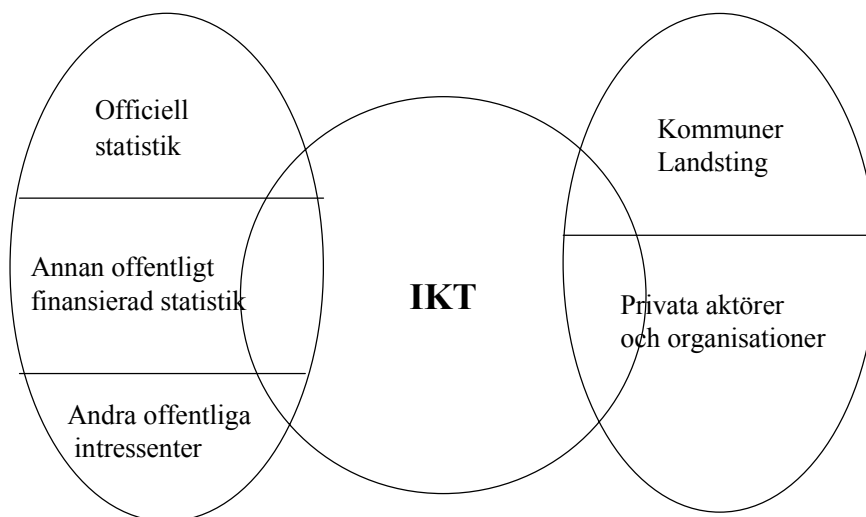 Officiell
statistik
Annan offentligt
finansierad statistik
Andra offentliga
intressenter
IKT
Kommuner
Landsting
Privata aktörer
och organisationer